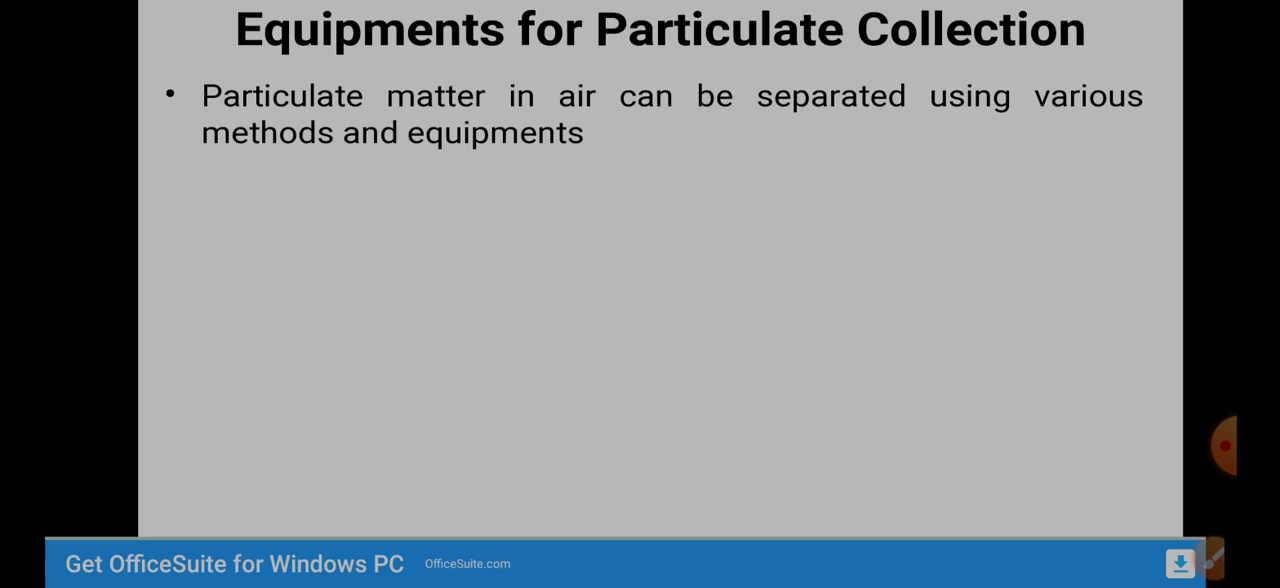 Equipments for Particulate Collection
• Particulate matter in air can be separated using various
methods and equipments
Get OfficeSuite for Windows PC OfficeSuite.com